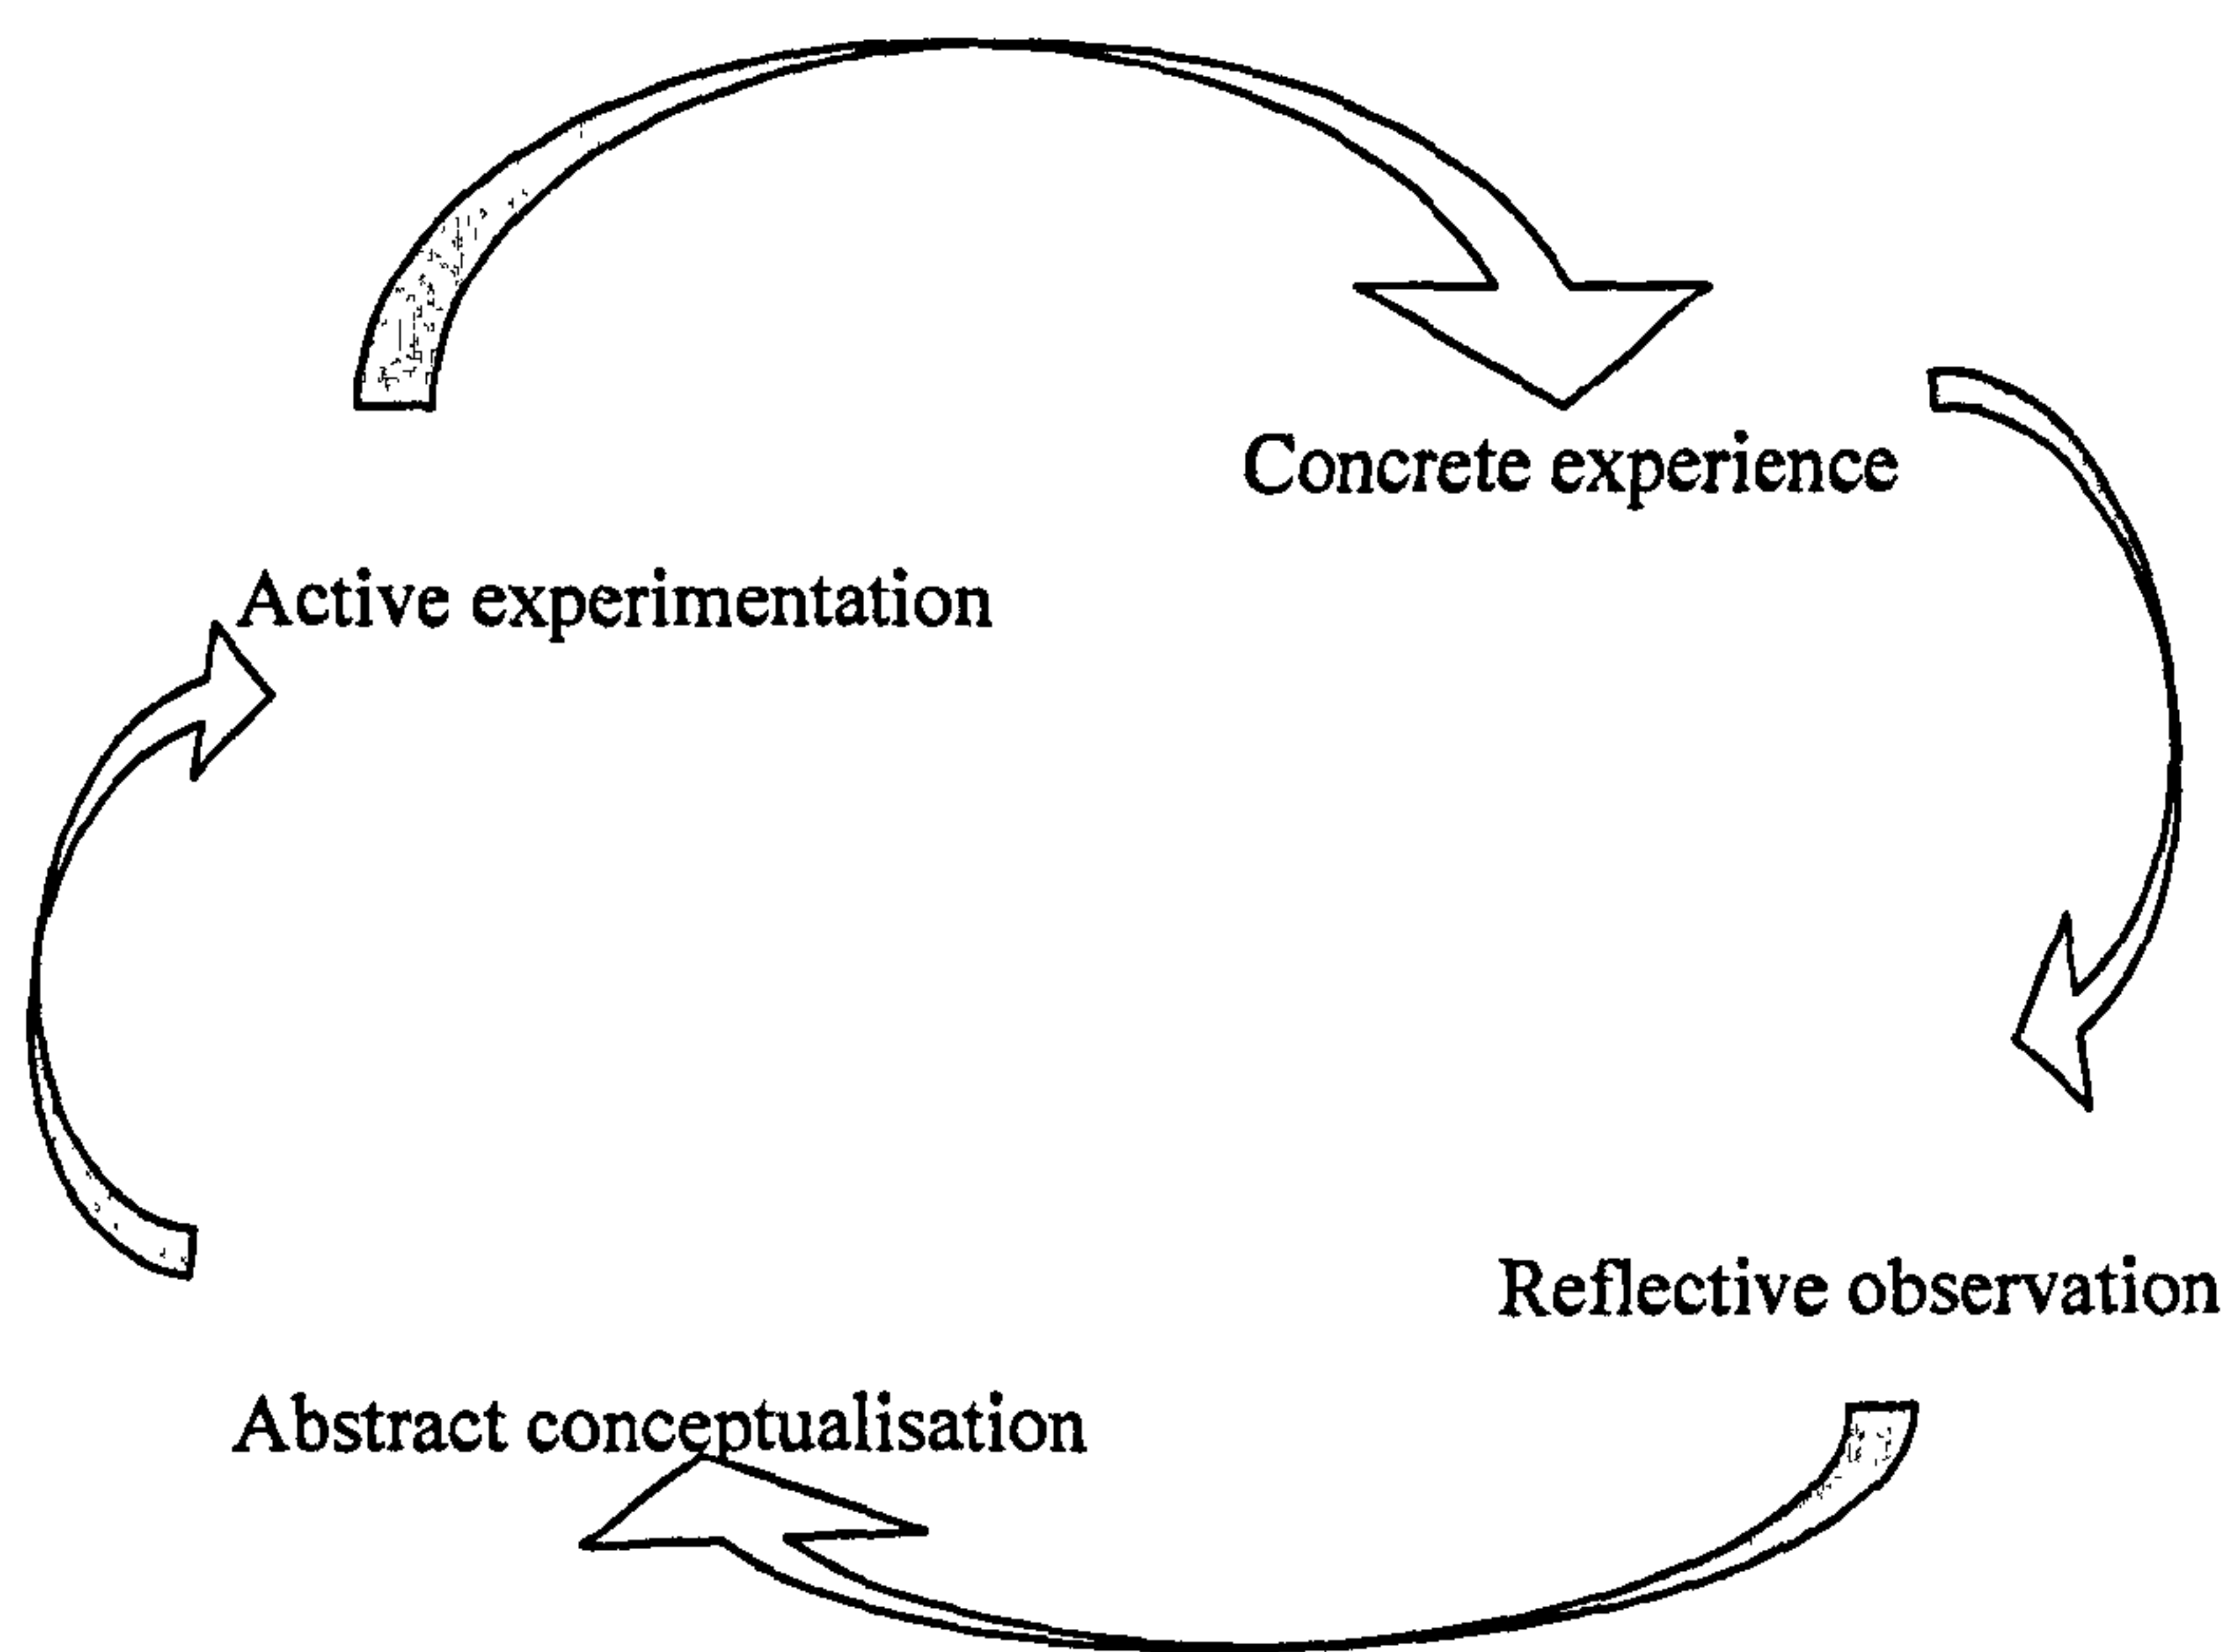 Concrete experience
Active experimentation
Reflective observation
Abstract conceptualisation